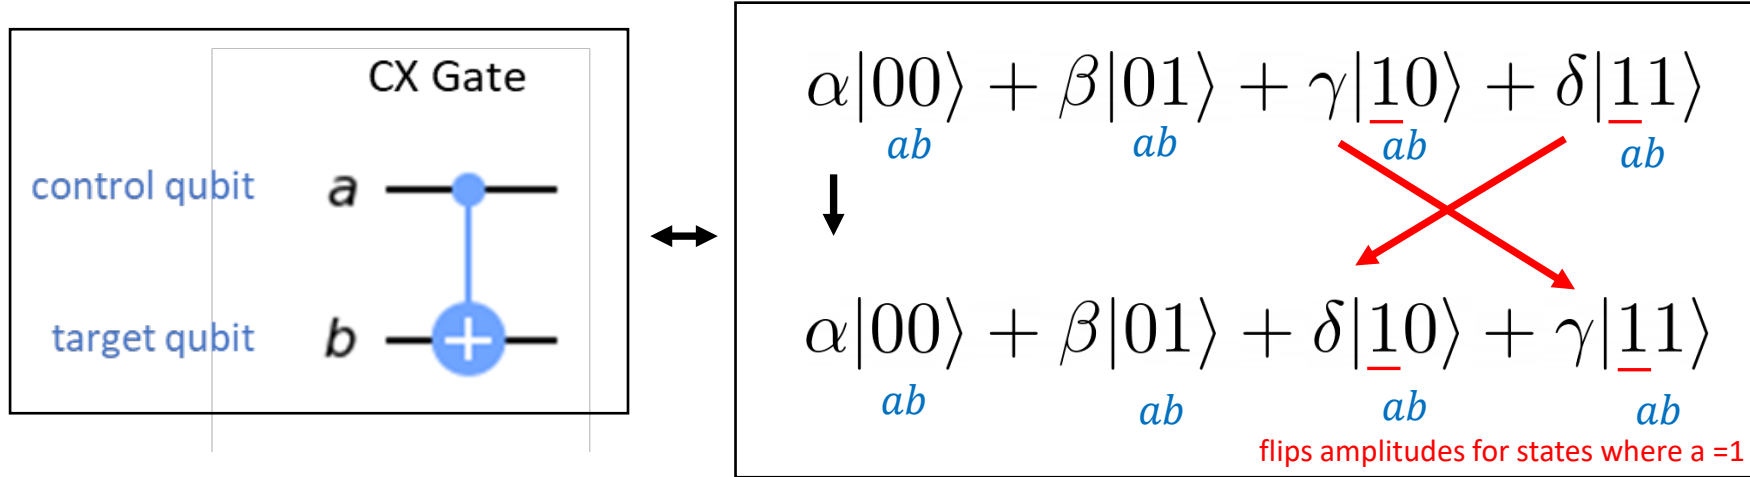 CX Gate
control qubit a
target qubit b
α|00⟩ + β|01⟩ + γ|10⟩ + δ|11⟩
ab ab ab ab
α|00⟩ + β|01⟩ + δ|10⟩ + γ|11⟩
ab ab ab ab
flips amplitudes for states where a =1